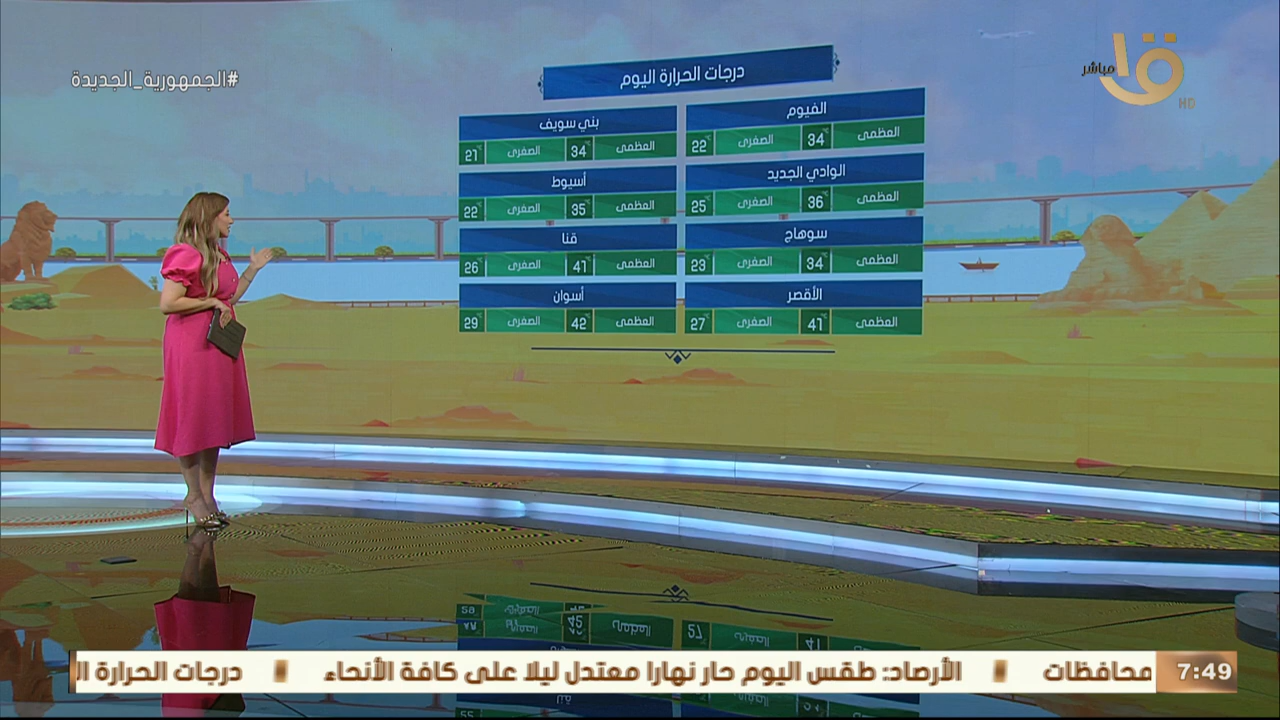 #الجمهورية_الجديدة
مباشر
HD
درجات الحرارة اليوم
الفيوم
العظمى 34°C الصغرى 22°C
بني سويف
العظمى 34°C الصغرى 21°C
الوادي الجديد
العظمى 36°C الصغرى 25°C
أسيوط
العظمى 35°C الصغرى 22°C
سوهاج
العظمى 34°C الصغرى 23°C
قنا
العظمى 41°C الصغرى 26°C
الأقصر
العظمى 41°C الصغرى 27°C
أسوان
العظمى 42°C الصغرى 29°C
7:49 محافظات الأرصاد: طقس اليوم حار نهارا معتدل ليلا على كافة الأنحاء درجات الحرارة ال